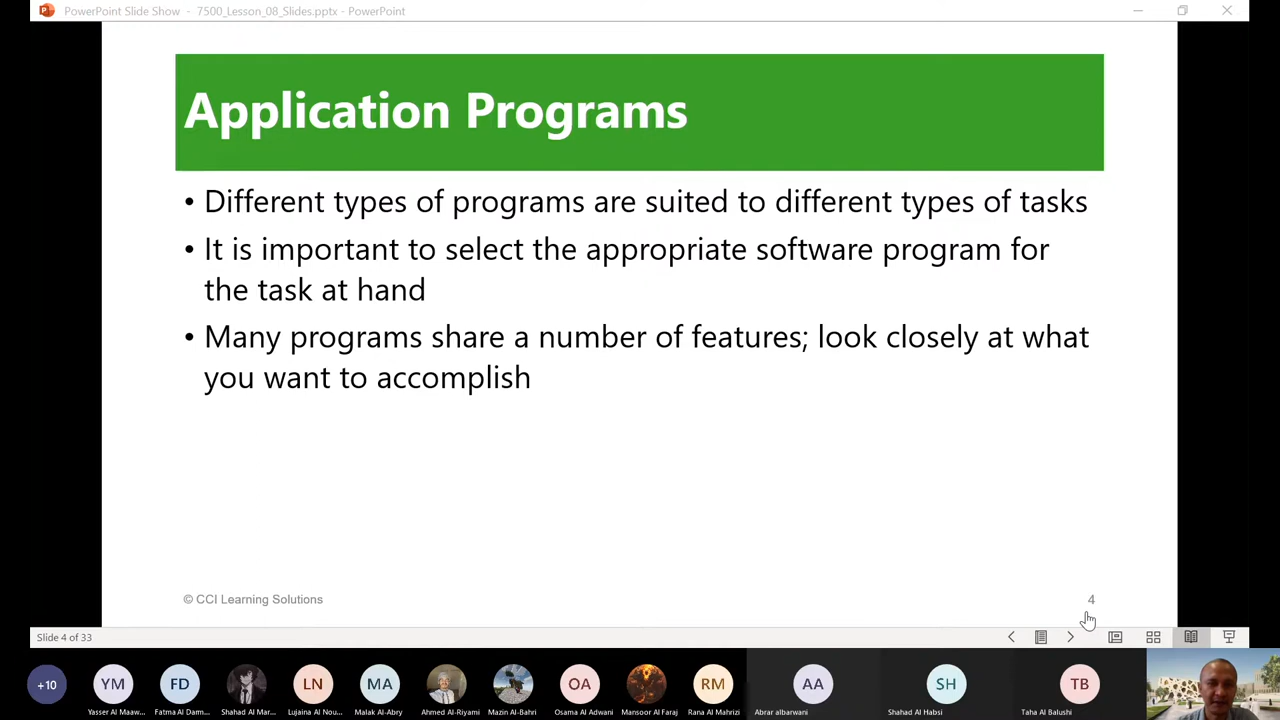 PowerPoint Slide Show - 7500_Lesson_08_Slides.pptx - PowerPoint
Application Programs
• Different types of programs are suited to different types of tasks
• It is important to select the appropriate software program for
the task at hand
• Many programs share a number of features; look closely at what
you want to accomplish
© CCI Learning Solutions
4
Slide 4 of 33
+10 YM FD LN MA OA RM AA SH TB
Yasser Al Maaw... Fatma Al Darm... Shahad Al Mar... Lujaina Al Nou... Malak Al-Abry Ahmed Al-Riyami Mazin Al-Bahri Osama Al Adwani Mansoor Al Faraj Rana Al Mahrizi Abrar albarwani Shahad Al Habsi Taha Al Balushi